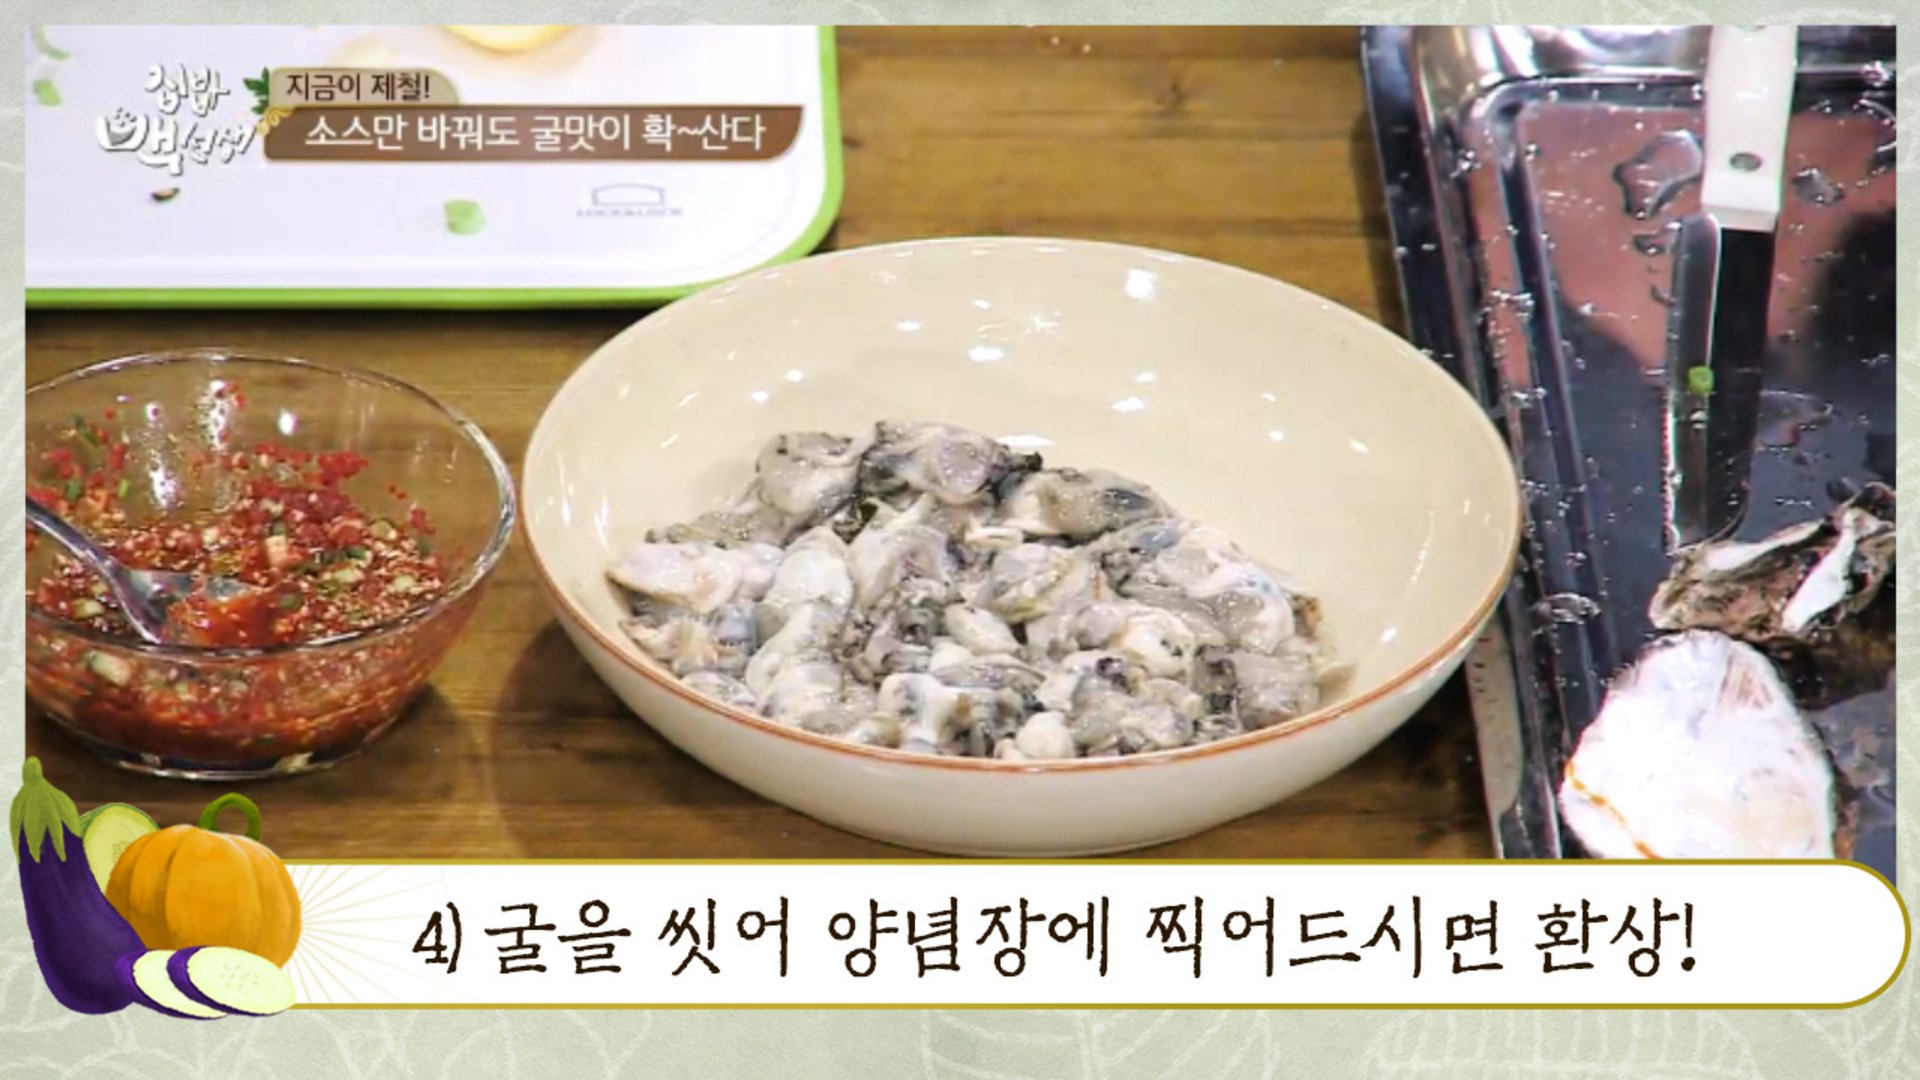 집밥
백선생
지금이 제철!
소스만 바꿔도 굴맛이 확~산다
LOCK&LOCK
4) 굴을 씻어 양념장에 찍어드시면 환상!